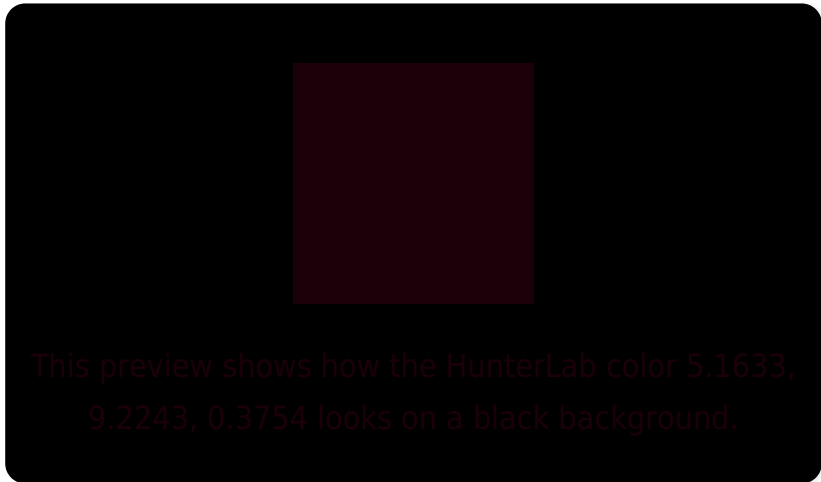 This preview shows how the HunterLab color 5.1633,
9.2243, 0.3754 looks on a black background.